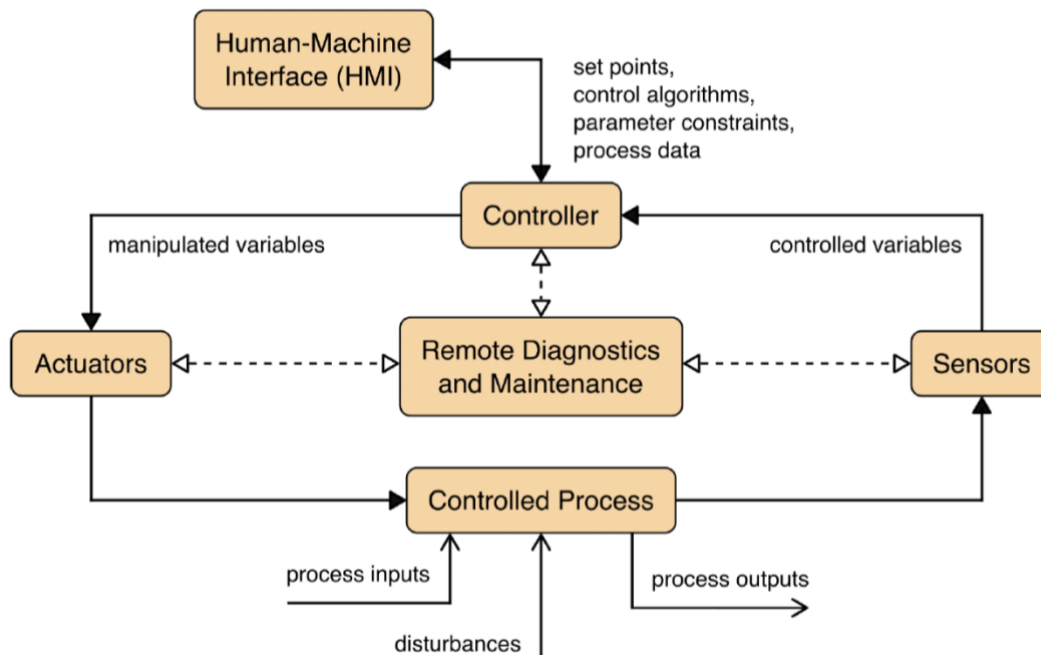 Human-Machine
Interface (HMI)
set points,
control algorithms,
parameter constraints,
process data
Controller
manipulated variables
controlled variables
Actuators
Remote Diagnostics
and Maintenance
Sensors
Controlled Process
process inputs
process outputs
disturbances